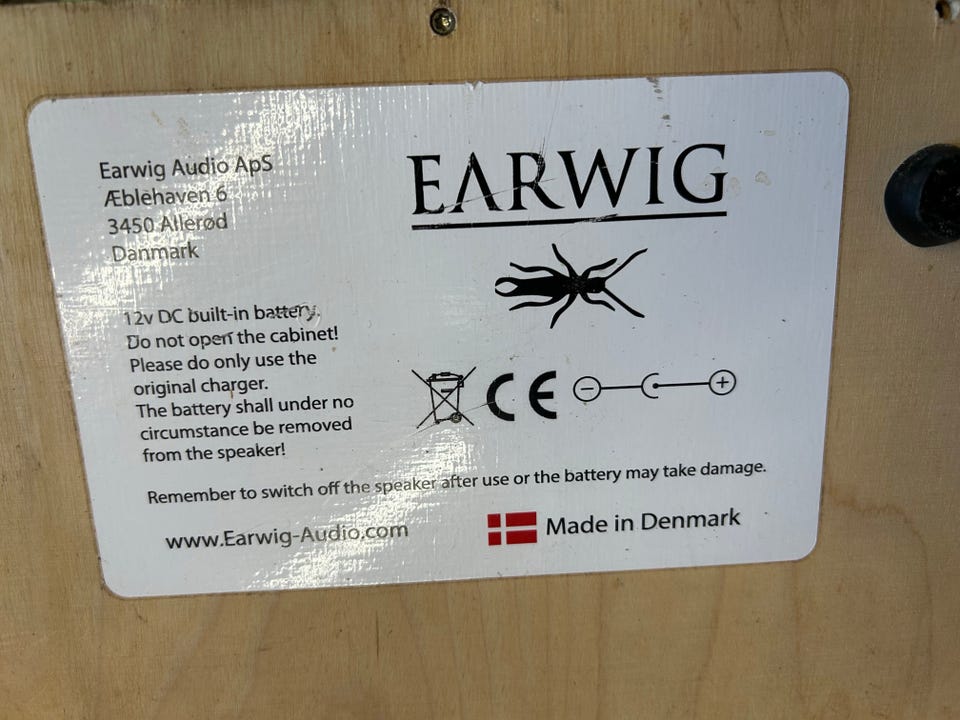 Earwig Audio ApS
Æblehaven 6
3450 Allerød
Danmark
12v DC built-in battery.
Do not open the cabinet!
Please do only use the
original charger.
The battery shall under no
circumstance be removed
from the speaker!
EARWIG
CE
Remember to switch off the speaker after use or the battery may take damage.
www.Earwig-Audio.com
Made in Denmark